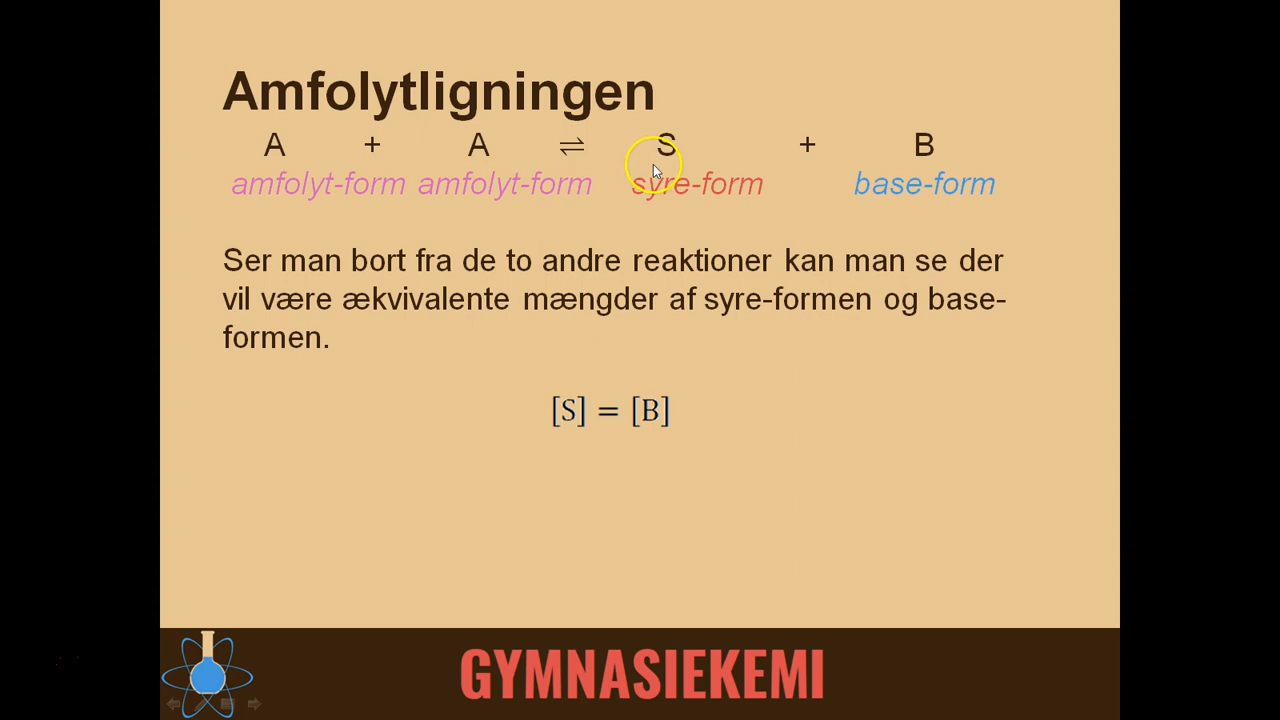 Amfolytligningen
A + A ⇌ S + B
amfolyt-form amfolyt-form syre-form base-form
Ser man bort fra de to andre reaktioner kan man se der
vil være ækvivalente mængder af syre-formen og base-
formen.
[S] = [B]
GYMNASIEKEMI